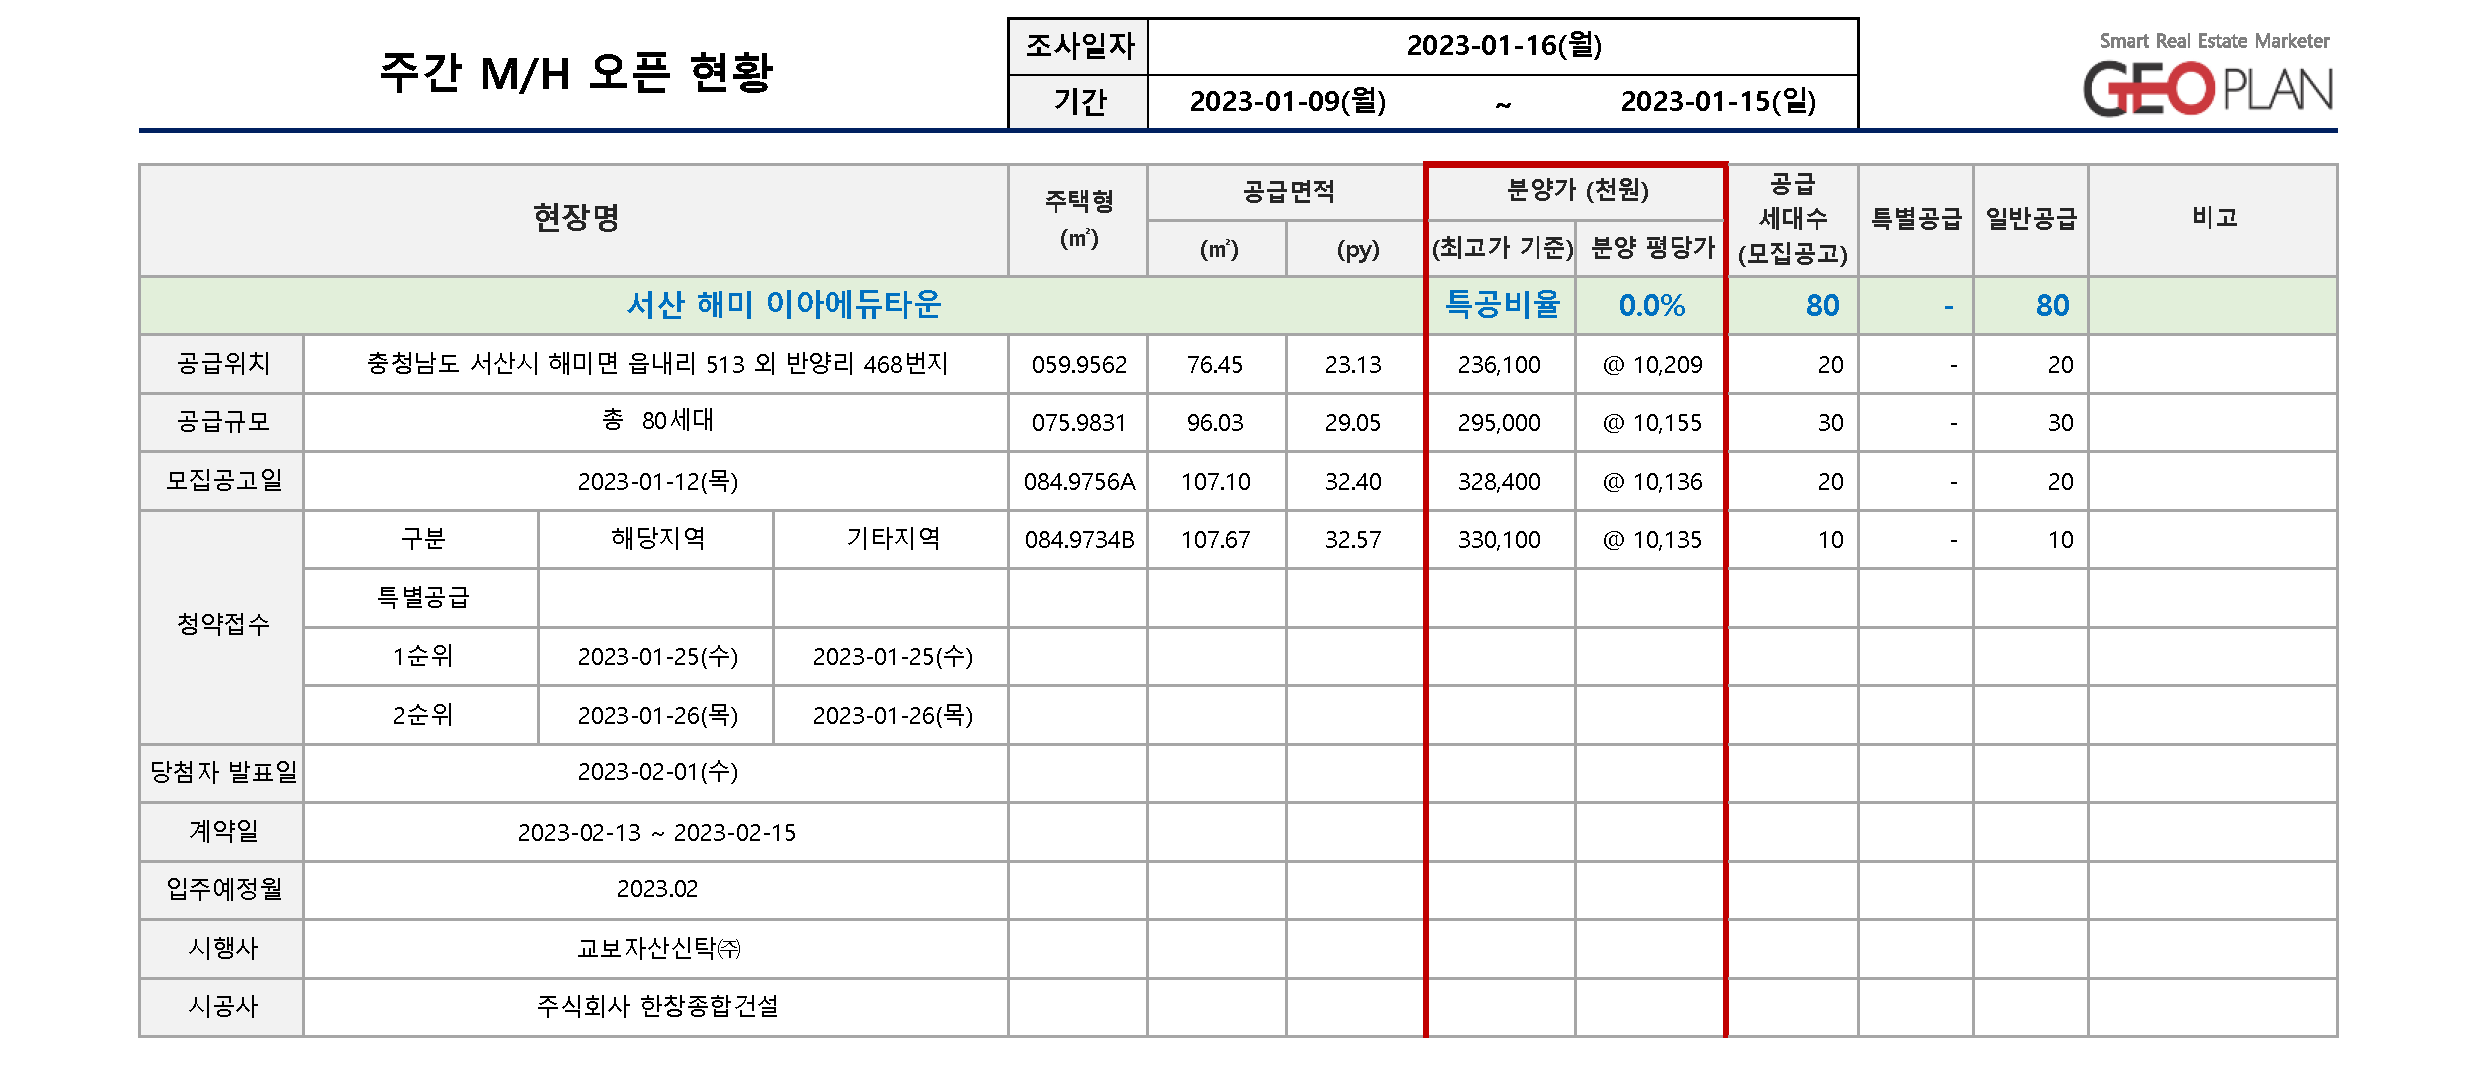 주간 M/H 오픈 현황
조사일자 2023-01-16(월)
기간 2023-01-09(월) ~ 2023-01-15(일)
Smart Real Estate Marketer
GEOPLAN
현장명 주택형 (㎡) 공급면적 분양가 (천원) 공급 세대수 (모집공고) 특별공급 일반공급 비고
(㎡) (py) (최고가 기준) 분양 평당가
서산 해미 이아에듀타운 특공비율 0.0% 80 - 80
공급위치 충청남도 서산시 해미면 읍내리 513 외 반양리 468번지 059.9562 76.45 23.13 236,100 @ 10,209 20 - 20
공급규모 총 80세대 075.9831 96.03 29.05 295,000 @ 10,155 30 - 30
모집공고일 2023-01-12(목) 084.9756A 107.10 32.40 328,400 @ 10,136 20 - 20
청약접수 구분 해당지역 기타지역 084.9734B 107.67 32.57 330,100 @ 10,135 10 - 10
특별공급
1순위 2023-01-25(수) 2023-01-25(수)
2순위 2023-01-26(목) 2023-01-26(목)
당첨자 발표일 2023-02-01(수)
계약일 2023-02-13 ~ 2023-02-15
입주예정월 2023.02
시행사 교보자산신탁㈜
시공사 주식회사 한창종합건설